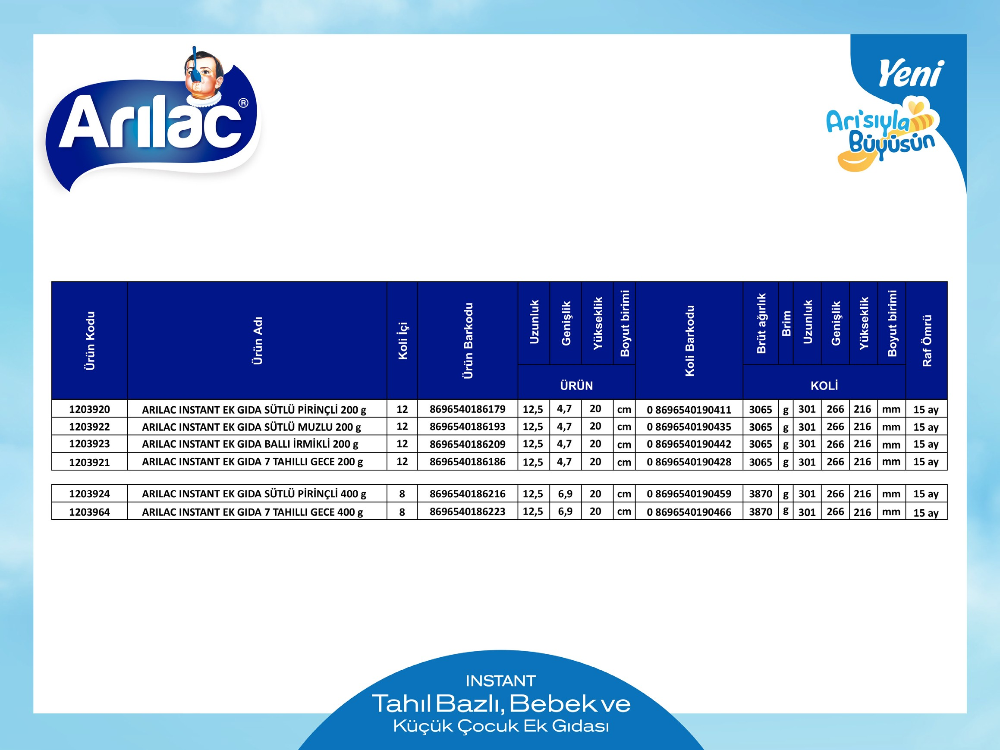 Arılac®
Yeni
Arı'sıyla
Büyüsün
Ürün Kodu Ürün Adı Koli İçi Ürün Barkodu Uzunluk Genişlik Yükseklik Boyut birimi Koli Barkodu Brüt ağırlık Brim Uzunluk Genişlik Yükseklik Boyut birimi Raf Ömrü
ÜRÜN KOLİ
1203920 ARILAC INSTANT EK GIDA SÜTLÜ PİRİNÇLİ 200 g 12 8696540186179 12,5 4,7 20 cm 0 8696540190411 3065 g 301 266 216 mm 15 ay
1203922 ARILAC INSTANT EK GIDA SÜTLÜ MUZLU 200 g 12 8696540186193 12,5 4,7 20 cm 0 8696540190435 3065 g 301 266 216 mm 15 ay
1203923 ARILAC INSTANT EK GIDA BALLI İRMİKLİ 200 g 12 8696540186209 12,5 4,7 20 cm 0 8696540190442 3065 g 301 266 216 mm 15 ay
1203921 ARILAC INSTANT EK GIDA 7 TAHILLI GECE 200 g 12 8696540186186 12,5 4,7 20 cm 0 8696540190428 3065 g 301 266 216 mm 15 ay
1203924 ARILAC INSTANT EK GIDA SÜTLÜ PİRİNÇLİ 400 g 8 8696540186216 12,5 6,9 20 cm 0 8696540190459 3870 g 301 266 216 mm 15 ay
1203964 ARILAC INSTANT EK GIDA 7 TAHILLI GECE 400 g 8 8696540186223 12,5 6,9 20 cm 0 8696540190466 3870 g 301 266 216 mm 15 ay
INSTANT
Tahıl Bazlı, Bebek ve
Küçük Çocuk Ek Gıdası